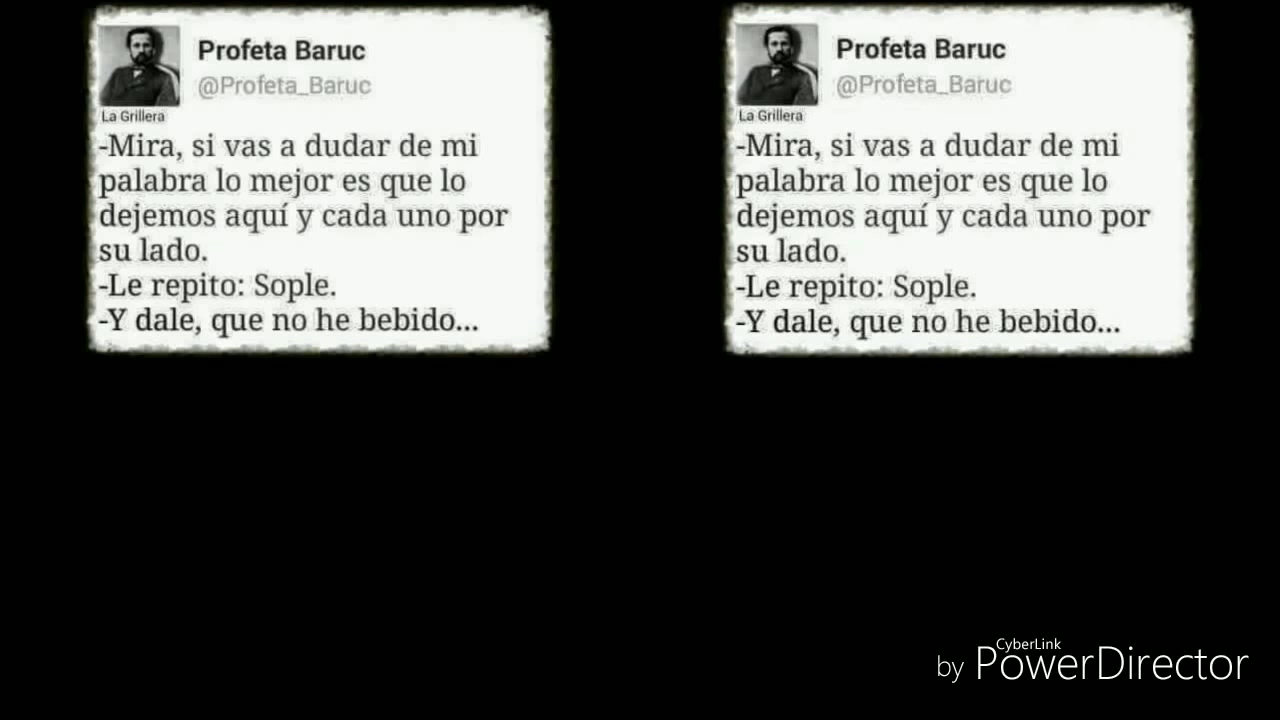 Profeta Baruc
@Profeta_Baruc
La Grillera
-Mira, si vas a dudar de mi
palabra lo mejor es que lo
dejemos aquí y cada uno por
su lado.
-Le repito: Sople.
-Y dale, que no he bebido...
Profeta Baruc
@Profeta_Baruc
La Grillera
-Mira, si vas a dudar de mi
palabra lo mejor es que lo
dejemos aquí y cada uno por
su lado.
-Le repito: Sople.
-Y dale, que no he bebido...
CyberLink
by PowerDirector